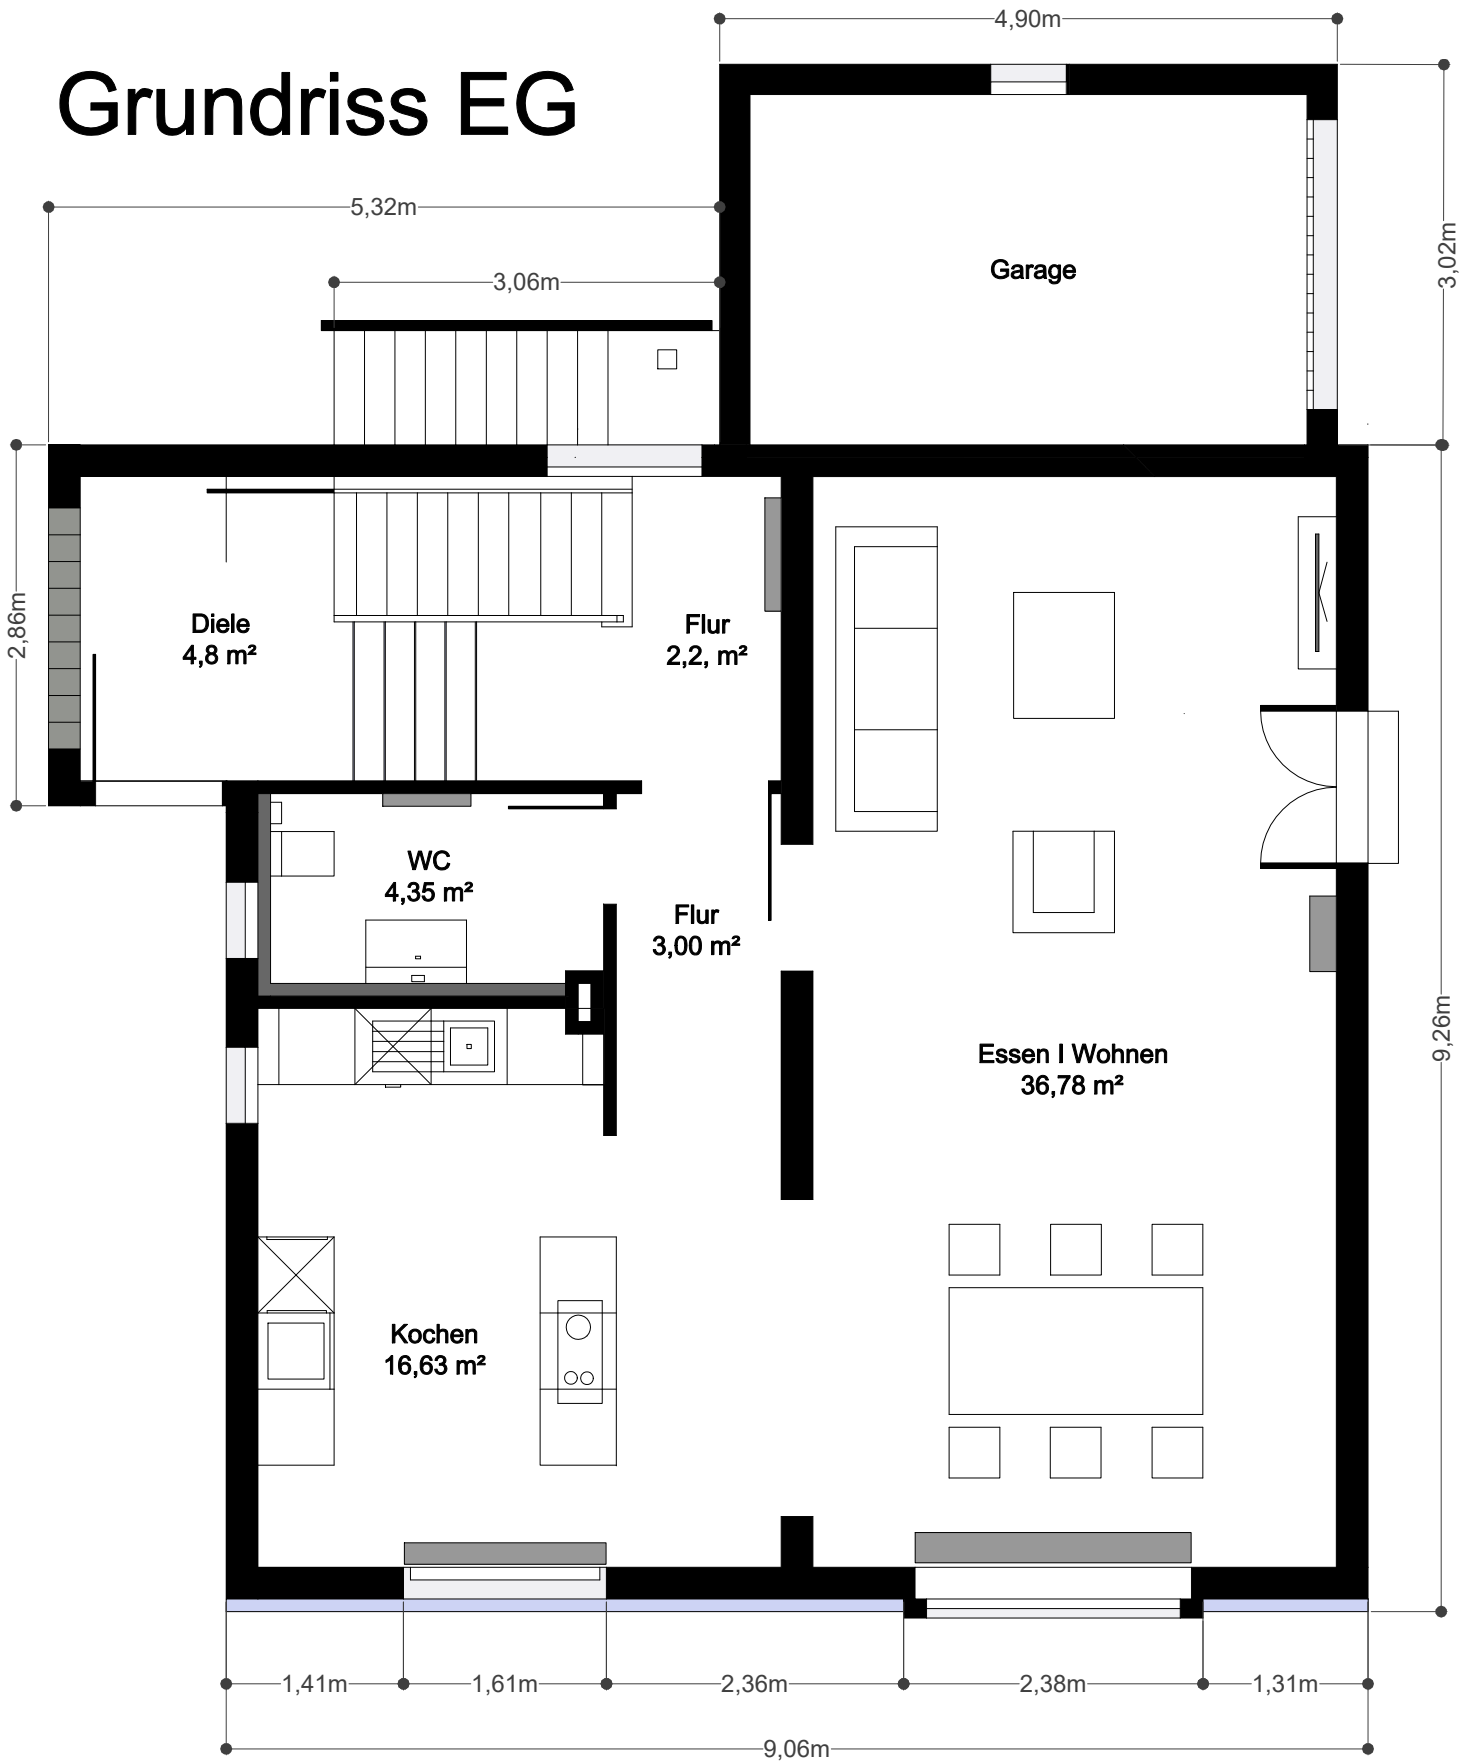 4,90m
Grundriss EG
5,32m
3,02m
Garage
3,06m
2,86m
Diele
4,8 m²
Flur
2,2, m²
WC
4,35 m²
Flur
3,00 m²
9,26m
Essen I Wohnen
36,78 m²
Kochen
16,63 m²
1,41m
1,61m
2,36m
2,38m
1,31m
9,06m